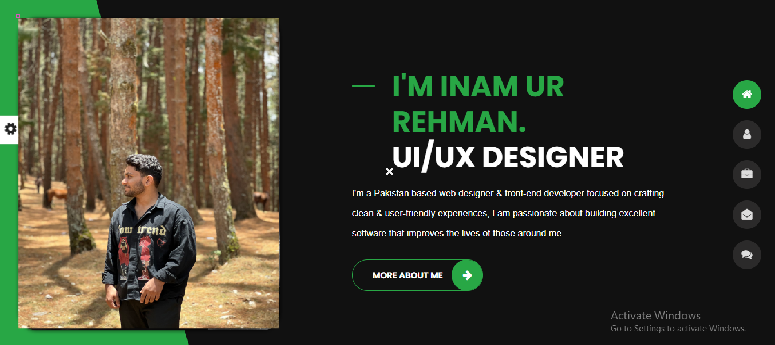 I'M INAM UR
REHMAN.
UI/UX DESIGNER
I'm a Pakistan based web designer & front-end developer focused on crafting
clean & user-friendly experiences, I am passionate about building excellent
software that improves the lives of those around me
MORE ABOUT ME
Activate Windows
Go to Settings to activate Windows.